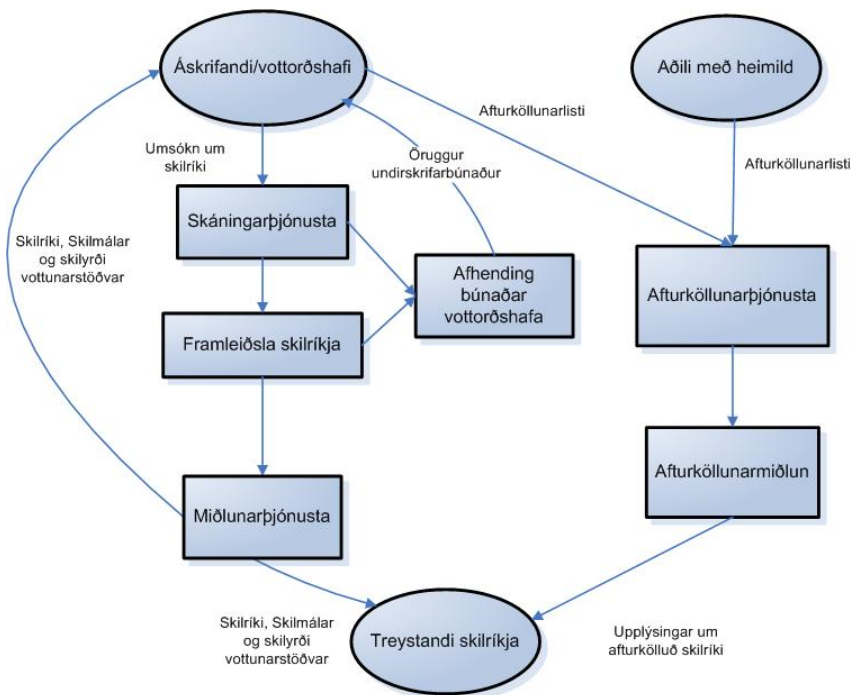 Áskrifandi/vottorðshafi
Aðili með heimild
Afturköllunarlisti
Umsókn um
skilríki
Öruggur
undirskrifarbúnaður
Afturköllunarlisti
Skáningarþjónusta
Skilríki, Skilmálar
og skilyrði
vottunarstöðvar
Afhending
búnaðar
vottorðshafa
Afturköllunarþjónusta
Framleiðsla skilríkja
Afturköllunarmiðlun
Miðlunarþjónusta
Skilríki, Skilmálar
og skilyrði
vottunarstöðvar
Treystandi skilríkja
Upplýsingar um
afturkölluð skilríki